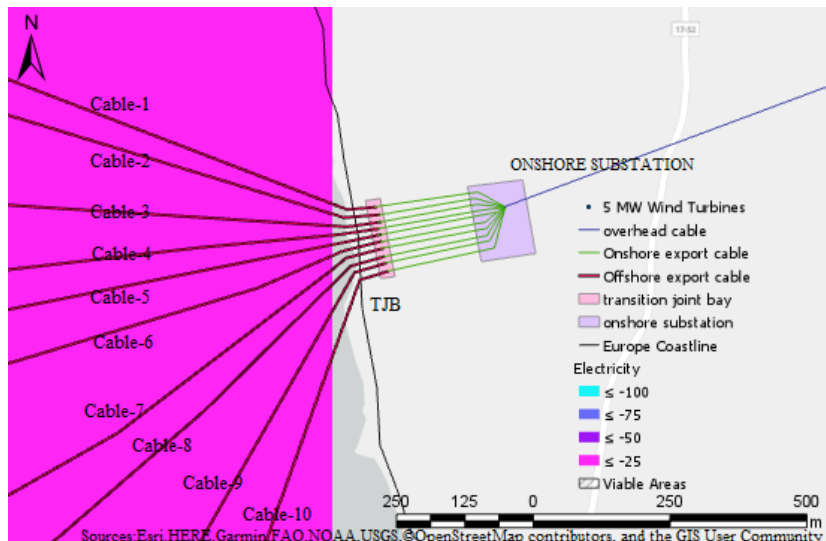 N
17-52
Cable-1
Cable-2
Cable-3
Cable-4
Cable-5
Cable-6
Cable-7
Cable-8
Cable-9
Cable-10
TJB
ONSHORE SUBSTATION
5 MW Wind Turbines
overhead cable
Onshore export cable
Offshore export cable
transition joint bay
onshore substation
Europe Coastline
Electricity
≤ -100
≤ -75
≤ -50
≤ -25
Viable Areas
250 125 0 250 500
m
Sources:Esri,HERE,Garmin,FAO,NOAA,USGS,©OpenStreetMap contributors, and the GIS User Community